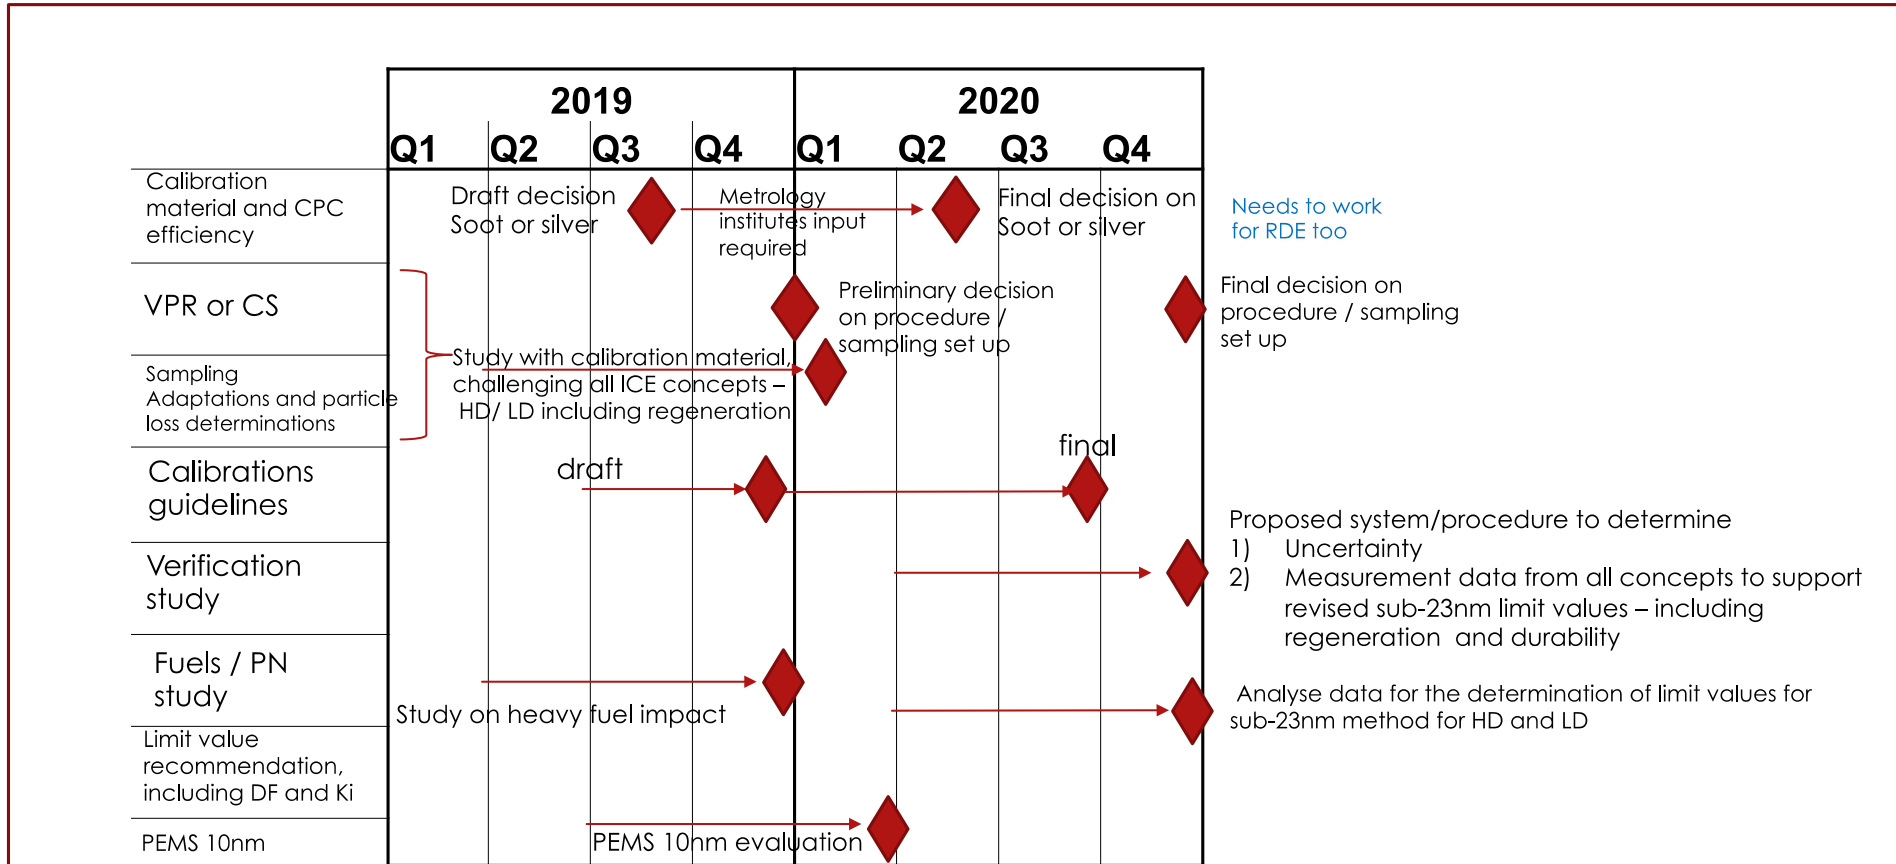 2019
2020
Q1
Q2
Q3
Q4
Q1
Q2
Q3
Q4
Calibration
material and CPC
efficiency
Draft decision
Soot or silver
Metrology
institutes input
required
Final decision on
Soot or silver
Needs to work
for RDE too
VPR or CS
Preliminary decision
on procedure /
sampling set up
Final decision on
procedure / sampling
set up
Sampling
Adaptations and particle
loss determinations
Study with calibration material,
challenging all ICE concepts –
HD/ LD including regeneration
Calibrations
guidelines
draft
final
Verification
study
Proposed system/procedure to determine
1) Uncertainty
2) Measurement data from all concepts to support
revised sub-23nm limit values – including
regeneration and durability
Fuels / PN
study
Study on heavy fuel impact
Analyse data for the determination of limit values for
sub-23nm method for HD and LD
Limit value
recommendation,
including DF and Ki
PEMS 10nm
PEMS 10nm evaluation